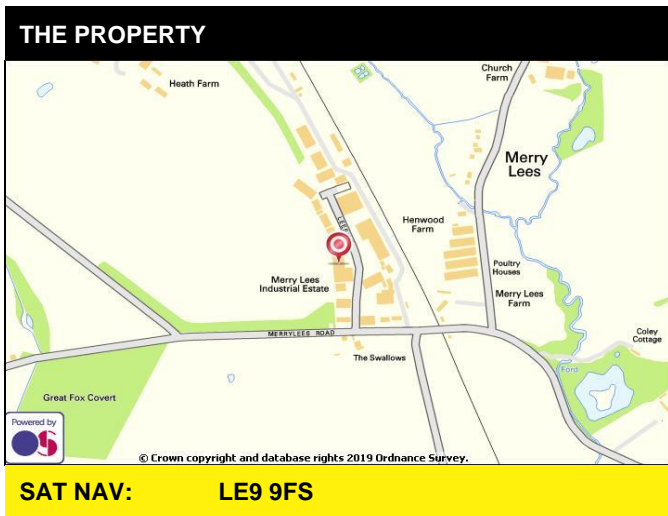 THE PROPERTY
Church
Farm
Heath Farm
Merry
Lees
Henwood
Farm
LEES
Poultry
Houses
Merry Lees
Industrial Estate
Merry Lees
Farm
MERRYLEES ROAD
Coley
Cottage
The Swallows
Ford
Great Fox Covert
Powered by
OS
© Crown copyright and database rights 2019 Ordnance Survey.
SAT NAV: LE9 9FS